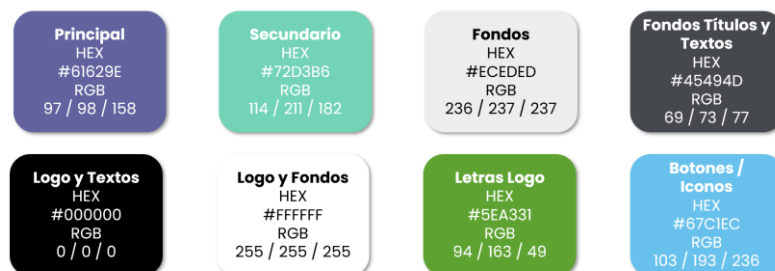 Principal
HEX
#61629E
RGB
97 / 98 / 158
Secundario
HEX
#72D3B6
RGB
114 / 211 / 182
Fondos
HEX
#ECEDED
RGB
236 / 237 / 237
Fondos Títulos y
Textos
HEX
#45494D
RGB
69 / 73 / 77
Logo y Textos
HEX
#000000
RGB
0 / 0 / 0
Logo y Fondos
HEX
#FFFFFF
RGB
255 / 255 / 255
Letras Logo
HEX
#5EA331
RGB
94 / 163 / 49
Botones /
Iconos
HEX
#67C1EC
RGB
103 / 193 / 236